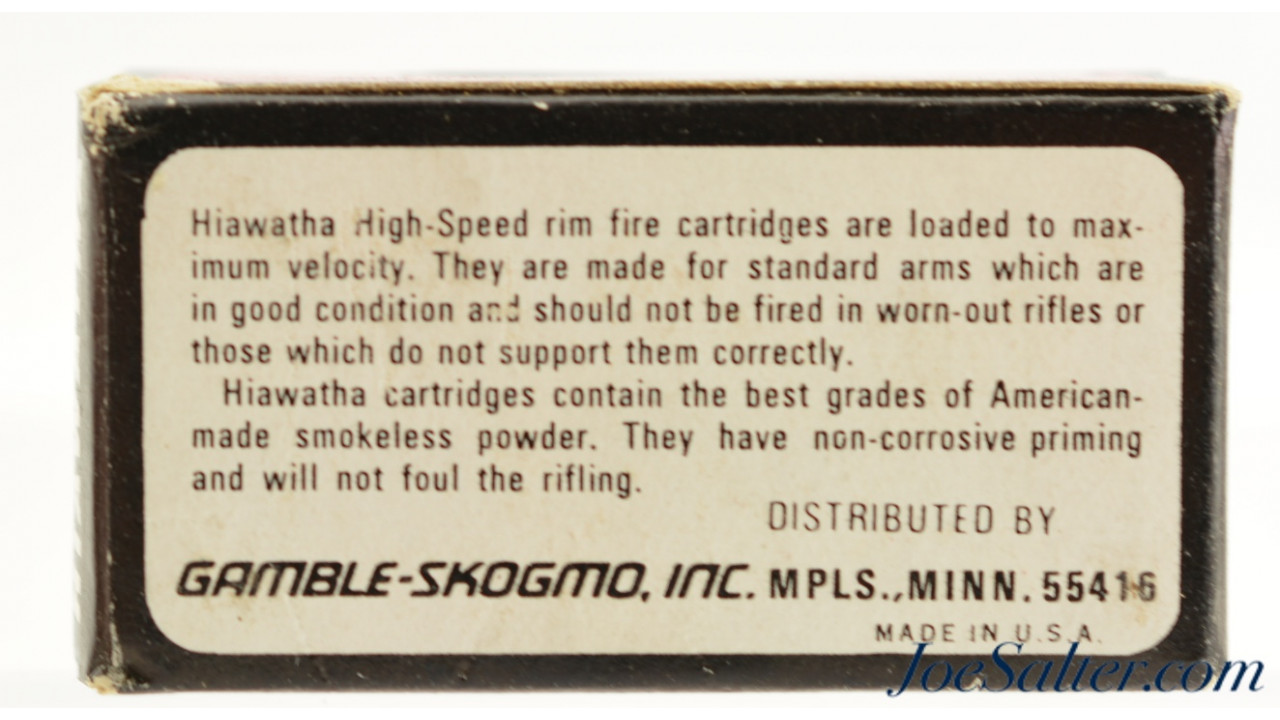 Hiawatha High-Speed rim fire cartridges are loaded to max-
imum velocity. They are made for standard arms which are
in good condition and should not be fired in worn-out rifles or
those which do not support them correctly.
Hiawatha cartridges contain the best grades of American-
made smokeless powder. They have non-corrosive priming
and will not foul the rifling.
DISTRIBUTED BY
GAMBLE-SKOGMO, INC. MPLS.,MINN. 55416
MADE IN U.S.A.
JoeSalter.com